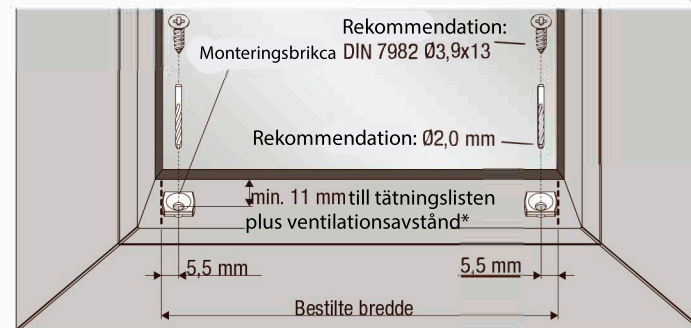 Rekommendation:
Monteringsbrikca DIN 7982 Ø3,9x13
Rekommendation: Ø2,0 mm
min. 11 mm till tätningslisten
plus ventilationsavstånd*
5,5 mm
5,5 mm
Bestilte bredde